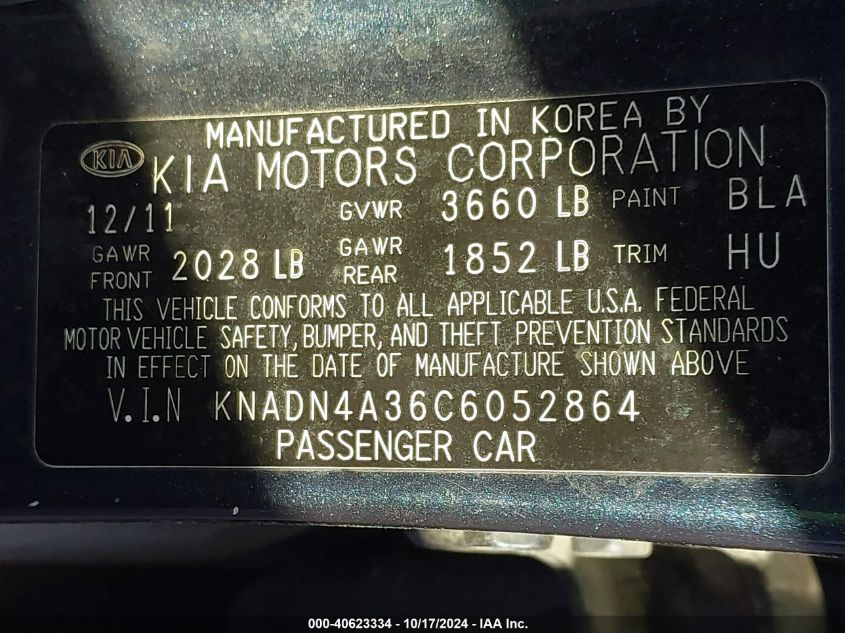 MANUFACTURED IN KOREA BY
KIA KIA MOTORS CORPORATION
12/11 GVWR 3660 LB PAINT BLA
GAWR FRONT 2028 LB GAWR REAR 1852 LB TRIM HU
THIS VEHICLE CONFORMS TO ALL APPLICABLE U.S.A. FEDERAL
MOTOR VEHICLE SAFETY, BUMPER, AND THEFT PREVENTION STANDARDS
IN EFFECT ON THE DATE OF MANUFACTURE SHOWN ABOVE
V.I.N KNADN4A36C6052864
PASSENGER CAR
000-40623334 - 10/17/2024 - IAA Inc.